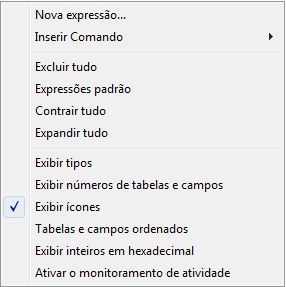 Nova expressão...
Inserir Comando
Excluir tudo
Expressões padrão
Contrair tudo
Expandir tudo
Exibir tipos
Exibir números de tabelas e campos
Exibir ícones
Tabelas e campos ordenados
Exibir inteiros em hexadecimal
Ativar o monitoramento de atividade